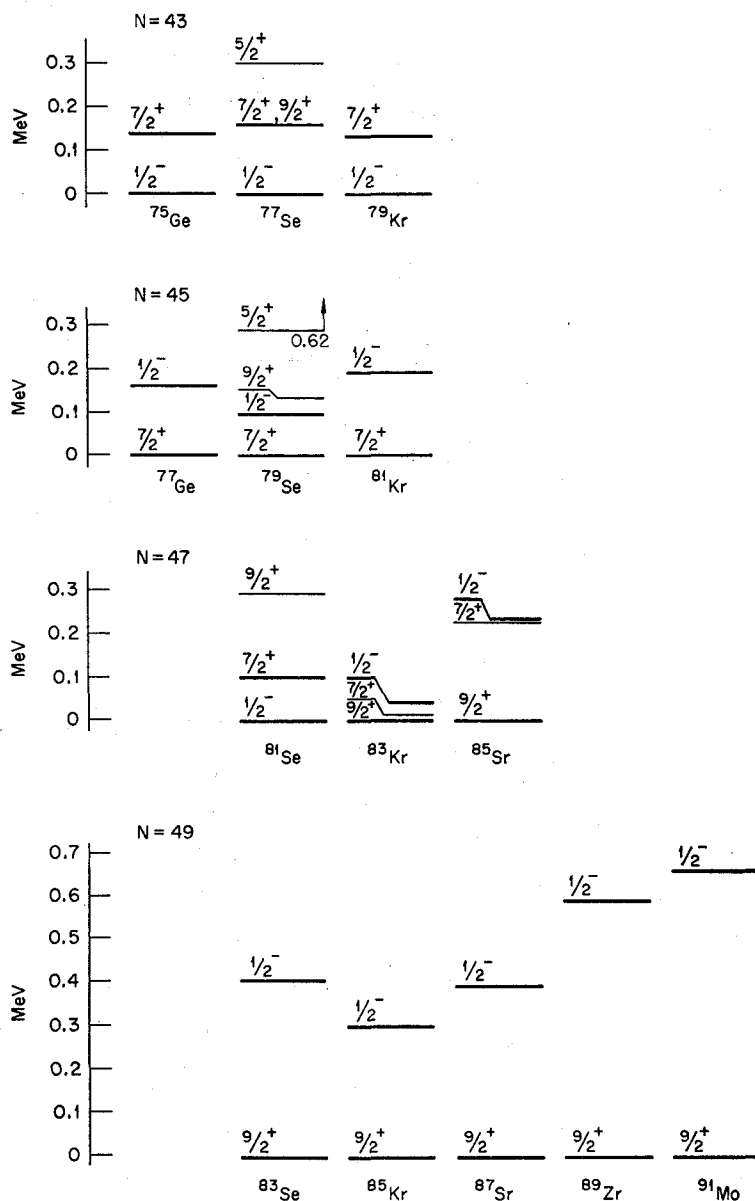 N=43
MeV
0.3
0.2
0.1
0
7/2+
1/2-
75Ge
5/2+
7/2+, 9/2+
1/2-
77Se
7/2+
1/2-
79Kr
N=45
MeV
0.3
0.2
0.1
0
1/2-
7/2+
77Ge
5/2+
0.62
9/2+
1/2-
7/2+
79Se
1/2-
7/2+
81Kr
N=47
MeV
0.3
0.2
0.1
0
9/2+
7/2+
1/2-
81Se
1/2-
7/2+
9/2+
83Kr
1/2-
7/2+
9/2+
85Sr
N=49
MeV
0.7
0.6
0.5
0.4
0.3
0.2
0.1
0
1/2-
9/2+
83Se
1/2-
9/2+
85Kr
1/2-
9/2+
87Sr
1/2-
9/2+
89Zr
1/2-
9/2+
91Mo